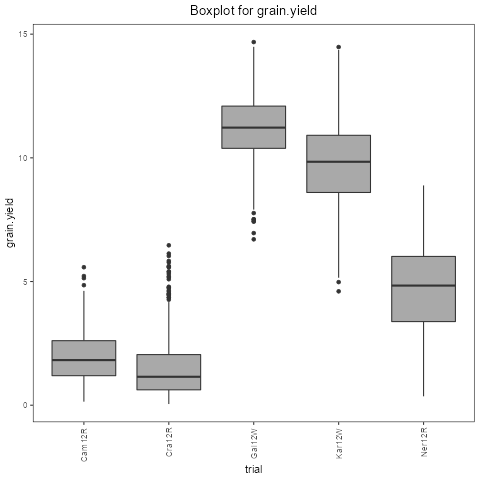 Boxplot for grain.yield
15
10
5
0
grain.yield
Cam12R
Cra12R
Gai12W
Kar12W
Ner12R
trial